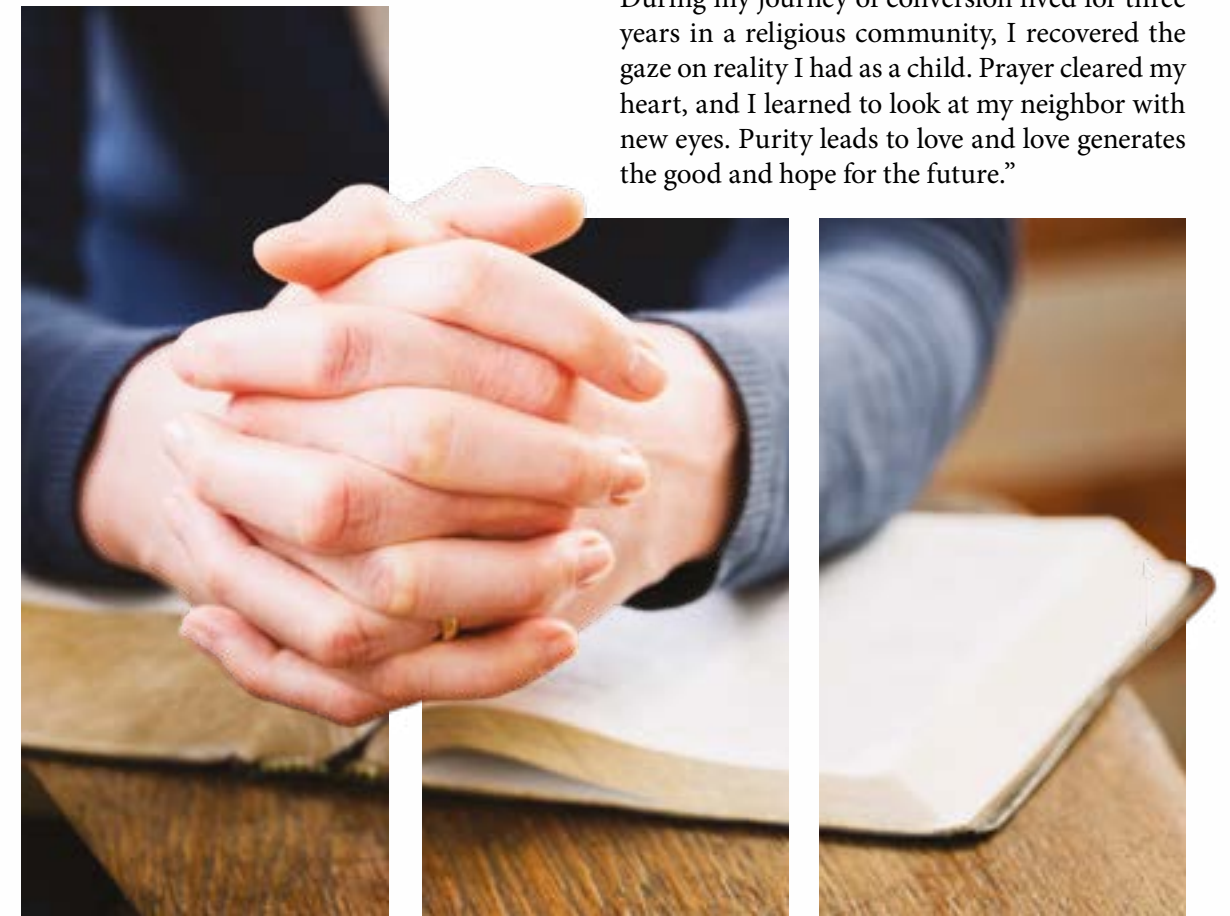 During my journey of conversion lived for three
years in a religious community, I recovered the
gaze on reality I had as a child. Prayer cleared my
heart, and I learned to look at my neighbor with
new eyes. Purity leads to love and love generates
the good and hope for the future.”